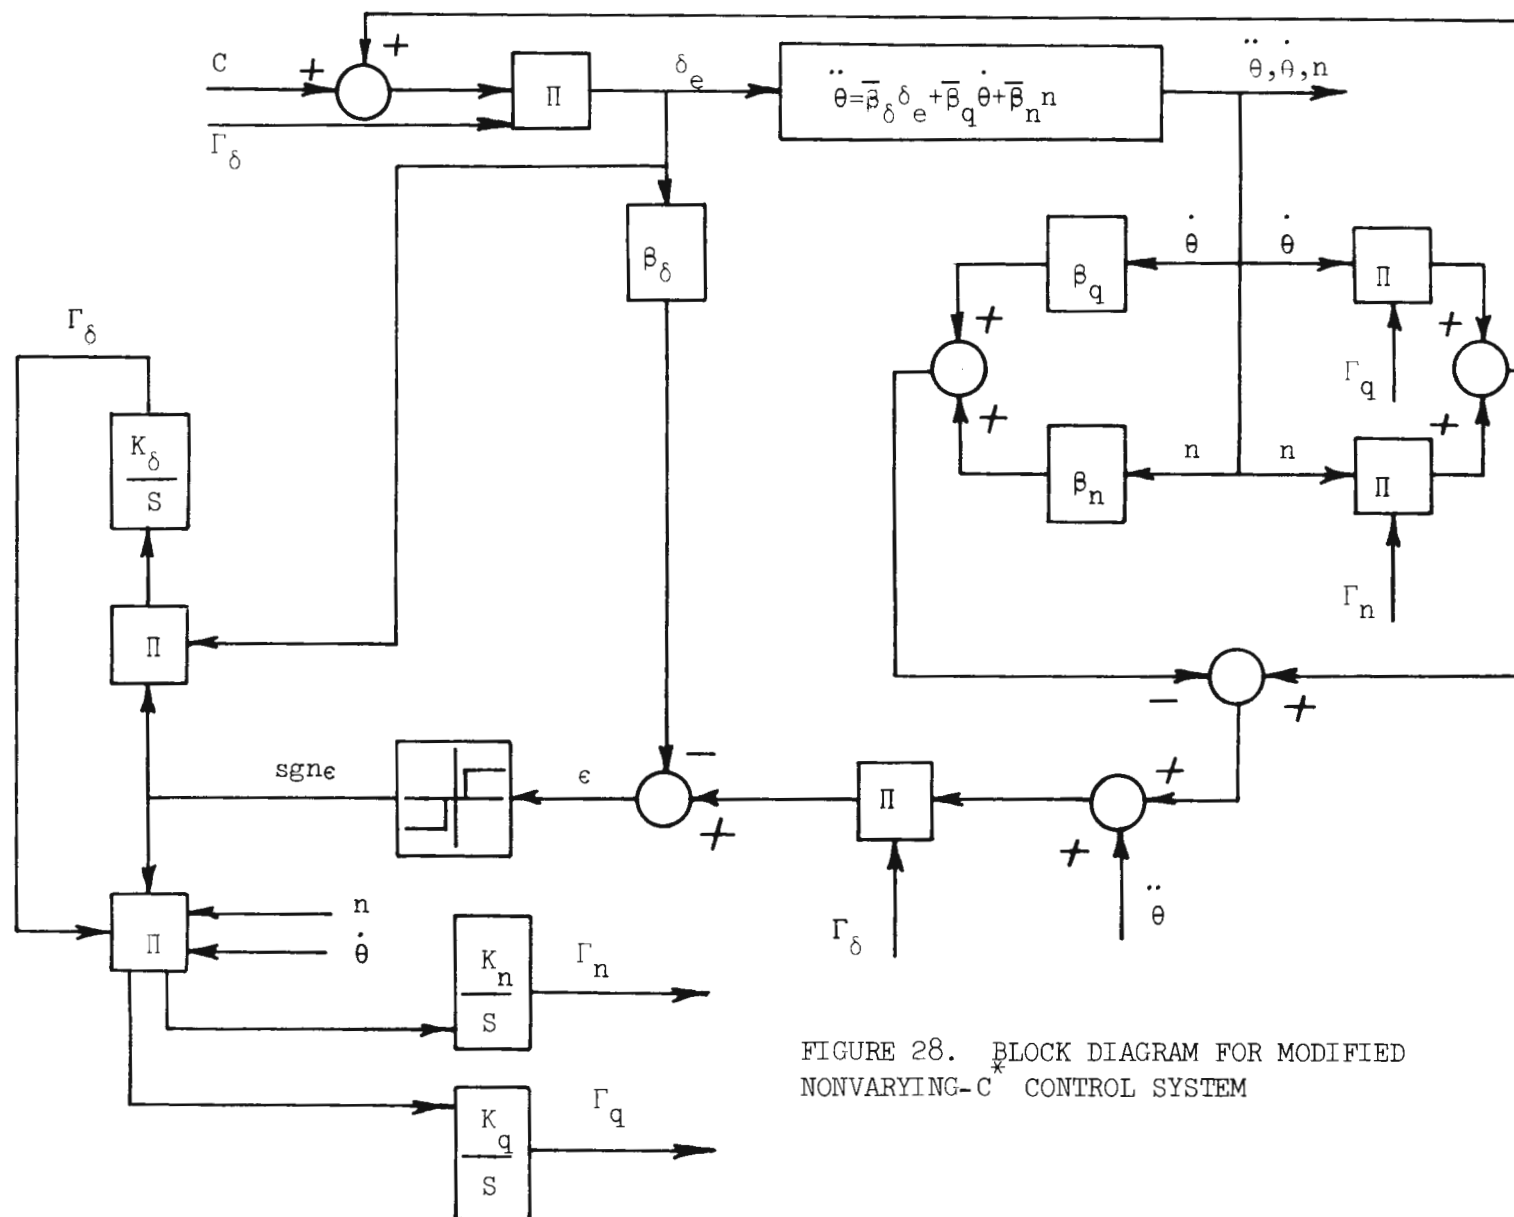 +
C
+
Π
δe
θ̈=β̄δδe+β̄qθ̇+β̄nn
θ̈,θ̇,n
Γδ
βδ
βq
θ̇
θ̇
Π
Γδ
+
+
Γq
Kδ/S
+
+
βn
n
n
Π
Π
Γn
−
+
sgnε
ε
−
+
Π
+
+
n
θ̇
Π
Γδ
θ̈
Kn/S
Γn
Kq/S
Γq
FIGURE 28. BLOCK DIAGRAM FOR MODIFIED
NONVARYING-C* CONTROL SYSTEM